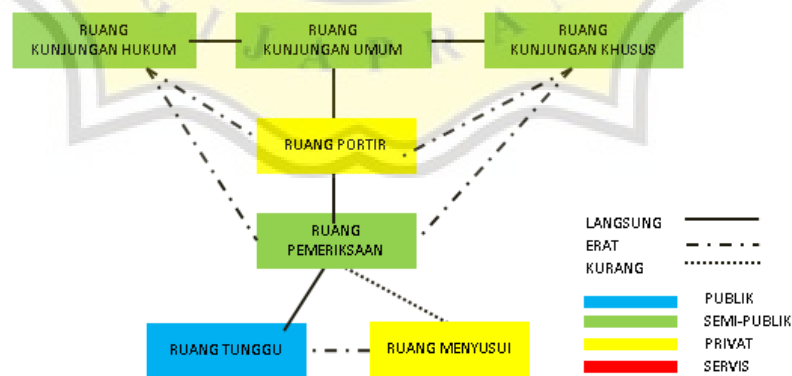 RUANG
KUNJUNGAN HUKUM
RUANG
KUNJUNGAN UMUM
RUANG
KUNJUNGAN KHUSUS
G I J A P R A N
RUANG PORTIR
RUANG
PEMERIKSAAN
RUANG TUNGGU
RUANG MENYUSUI
LANGSUNG
ERAT
KURANG
PUBLIK
SEMI-PUBLIK
PRIVAT
SERVIS